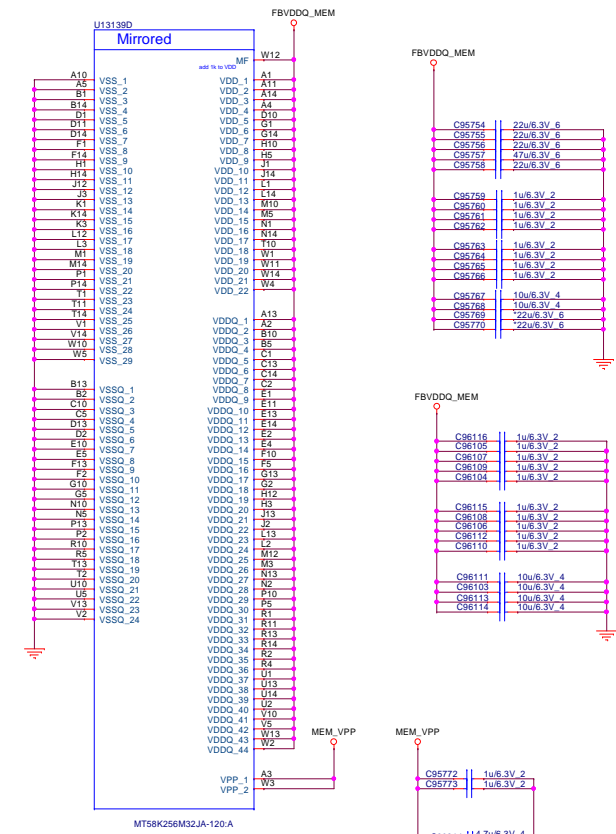 U13139D
Mirrored
FBVDDQ_MEM
MF W12
add 1k to VDD
A10 VSS_1
A5 VSS_2
B1 VSS_3
B14 VSS_4
D1 VSS_5
D11 VSS_6
D14 VSS_7
F1 VSS_8
F14 VSS_9
H1 VSS_10
H14 VSS_11
J12 VSS_12
J3 VSS_13
K1 VSS_14
K14 VSS_15
K3 VSS_16
L12 VSS_17
L3 VSS_18
M1 VSS_19
M14 VSS_20
P1 VSS_21
P14 VSS_22
T1 VSS_23
T11 VSS_24
T14 VSS_25
V1 VSS_26
V14 VSS_27
W10 VSS_28
W5 VSS_29
B13 VSSQ_1
B2 VSSQ_2
C10 VSSQ_3
C5 VSSQ_4
D13 VSSQ_5
D2 VSSQ_6
E10 VSSQ_7
E5 VSSQ_8
F13 VSSQ_9
F2 VSSQ_10
G10 VSSQ_11
G5 VSSQ_12
N10 VSSQ_13
N5 VSSQ_14
P13 VSSQ_15
P2 VSSQ_16
R10 VSSQ_17
R5 VSSQ_18
T13 VSSQ_19
T2 VSSQ_20
U10 VSSQ_21
U5 VSSQ_22
V13 VSSQ_23
V2 VSSQ_24
VDD_1 A1
VDD_2 A11
VDD_3 A14
VDD_4 A4
VDD_5 D10
VDD_6 G1
VDD_7 G14
VDD_8 H10
VDD_9 H5
VDD_10 J1
VDD_11 J14
VDD_12 L1
VDD_13 L14
VDD_14 M10
VDD_15 M5
VDD_16 N1
VDD_17 N14
VDD_18 T10
VDD_19 W1
VDD_20 W11
VDD_21 W14
VDD_22 W4
VDDQ_1 A13
VDDQ_2 A2
VDDQ_3 B10
VDDQ_4 B5
VDDQ_5 C1
VDDQ_6 C13
VDDQ_7 C14
VDDQ_8 C2
VDDQ_9 E1
VDDQ_10 E11
VDDQ_11 E13
VDDQ_12 E14
VDDQ_13 E2
VDDQ_14 E4
VDDQ_15 F10
VDDQ_16 F5
VDDQ_17 G13
VDDQ_18 G2
VDDQ_19 H12
VDDQ_20 H3
VDDQ_21 J13
VDDQ_22 J2
VDDQ_23 L13
VDDQ_24 L2
VDDQ_25 M12
VDDQ_26 M3
VDDQ_27 N13
VDDQ_28 N2
VDDQ_29 P10
VDDQ_30 P5
VDDQ_31 R1
VDDQ_32 R11
VDDQ_33 R13
VDDQ_34 R14
VDDQ_35 R2
VDDQ_36 R4
VDDQ_37 U1
VDDQ_38 U13
VDDQ_39 U14
VDDQ_40 U2
VDDQ_41 V10
VDDQ_42 V5
VDDQ_43 W13
VDDQ_44 W2
MEM_VPP
VPP_1 A3
VPP_2 W3
MT58K256M32JA-120:A
FBVDDQ_MEM
C95754 22u/6.3V_6
C95755 22u/6.3V_6
C95756 22u/6.3V_6
C95757 47u/6.3V_6
C95758 22u/6.3V_6
C95759 1u/6.3V_2
C95760 1u/6.3V_2
C95761 1u/6.3V_2
C95762 1u/6.3V_2
C95763 1u/6.3V_2
C95764 1u/6.3V_2
C95765 1u/6.3V_2
C95766 1u/6.3V_2
C95767 10u/6.3V_4
C95768 10u/6.3V_4
C95769 *22u/6.3V_6
C95770 *22u/6.3V_6
FBVDDQ_MEM
C96116 1u/6.3V_2
C96105 1u/6.3V_2
C96107 1u/6.3V_2
C96109 1u/6.3V_2
C96104 1u/6.3V_2
C96115 1u/6.3V_2
C96108 1u/6.3V_2
C96106 1u/6.3V_2
C96112 1u/6.3V_2
C96110 1u/6.3V_2
C96111 10u/6.3V_4
C96103 10u/6.3V_4
C96113 10u/6.3V_4
C96114 10u/6.3V_4
MEM_VPP
C95772 1u/6.3V_2
C95773 1u/6.3V_2
4.7u/6.3V_4